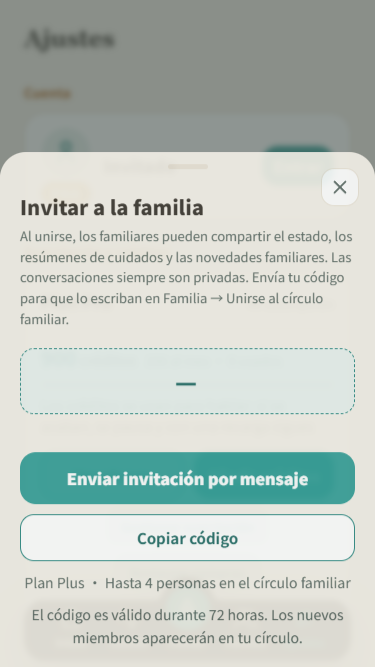 Ajustes
Cuenta
Invitar a la familia
Al unirse, los familiares pueden compartir el estado, los
resúmenes de cuidados y las novedades familiares. Las
conversaciones siempre son privadas. Envía tu código
para que lo escriban en Familia → Unirse al círculo
familiar.
—
Enviar invitación por mensaje
Copiar código
Plan Plus • Hasta 4 personas en el círculo familiar
El código es válido durante 72 horas. Los nuevos
miembros aparecerán en tu círculo.